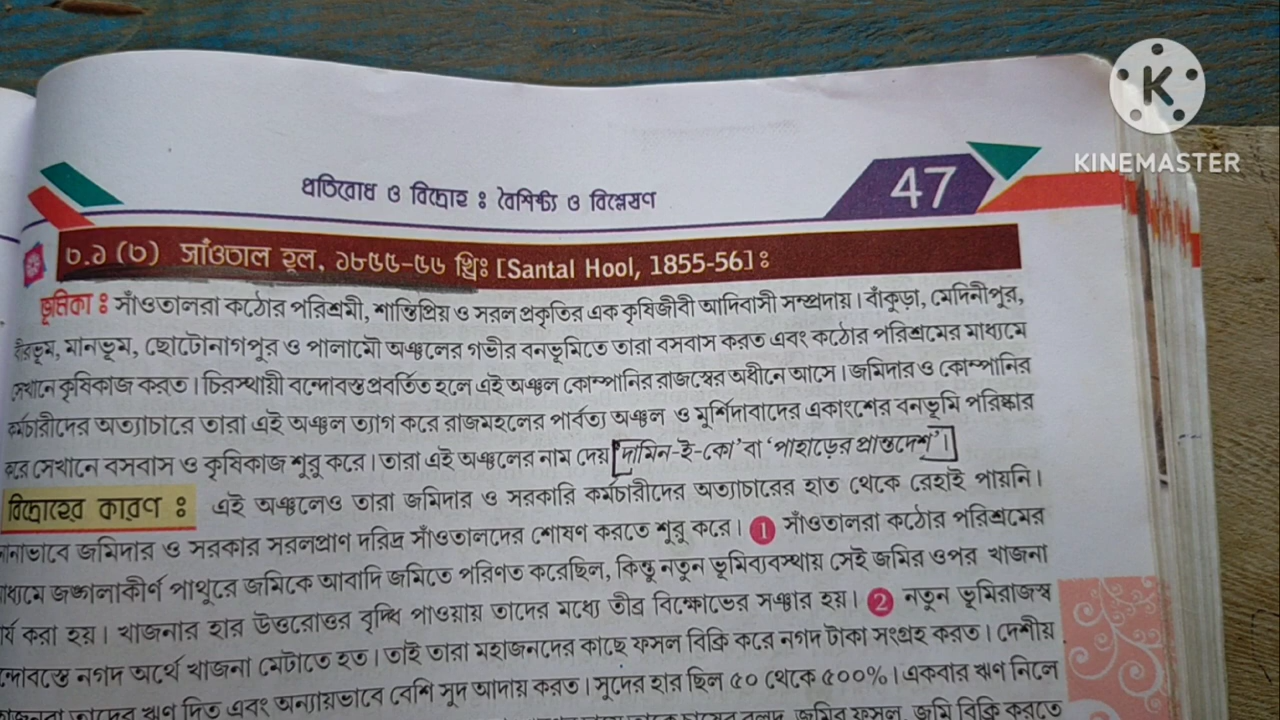 প্রতিরোধ ও বিদ্রোহ : বৈশিষ্ট্য ও বিশ্লেষণ
47
KINEMASTER
৩.১ (৩) সাঁওতাল হুল, ১৮৫৫-৫৬ খ্রিঃ [Santal Hool, 1855-56] :
ভূমিকা : সাঁওতালরা কঠোর পরিশ্রমী, শান্তিপ্রিয় ও সরল প্রকৃতির এক কৃষিজীবী আদিবাসী সম্প্রদায়। বাঁকুড়া, মেদিনীপুর,
বীরভূম, মানভূম, ছোটোনাগপুর ও পালামৌ অঞ্চলের গভীর বনভূমিতে তারা বসবাস করত এবং কঠোর পরিশ্রমের মাধ্যমে
সেখানে কৃষিকাজ করত। চিরস্থায়ী বন্দোবস্ত প্রবর্তিত হলে এই অঞ্চল কোম্পানির রাজস্বের অধীনে আসে। জমিদার ও কোম্পানির
কর্মচারীদের অত্যাচারে তারা এই অঞ্চল ত্যাগ করে রাজমহলের পার্বত্য অঞ্চল ও মুর্শিদাবাদের একাংশের বনভূমি পরিষ্কার
করে সেখানে বসবাস ও কৃষিকাজ শুরু করে। তারা এই অঞ্চলের নাম দেয় 'দামিন-ই-কো' বা 'পাহাড়ের প্রান্তদেশ'।
বিদ্রোহের কারণ : এই অঞ্চলেও তারা জমিদার ও সরকারি কর্মচারীদের অত্যাচারের হাত থেকে রেহাই পায়নি।
নানাভাবে জমিদার ও সরকার সরলপ্রাণ দরিদ্র সাঁওতালদের শোষণ করতে শুরু করে। 1 সাঁওতালরা কঠোর পরিশ্রমের
মাধ্যমে জঙ্গলাকীর্ণ পাথুরে জমিকে আবাদি জমিতে পরিণত করেছিল, কিন্তু নতুন ভূমিব্যবস্থায় সেই জমির ওপর খাজনা
ধার্য করা হয়। খাজনার হার উত্তরোত্তর বৃদ্ধি পাওয়ায় তাদের মধ্যে তীব্র বিক্ষোভের সঞ্চার হয়। 2 নতুন ভূমিরাজস্ব
বন্দোবস্তে নগদ অর্থে খাজনা মেটাতে হত। তাই তারা মহাজনদের কাছে ফসল বিক্রি করে নগদ টাকা সংগ্রহ করত। দেশীয়
তাদের ঋণ দিত এবং অন্যায়ভাবে বেশি সুদ আদায় করত। সুদের হার ছিল ৫০ থেকে ৫০০%। একবার ঋণ নিলে
বলদ, জমির ফসল, জমি বিক্রি করতে